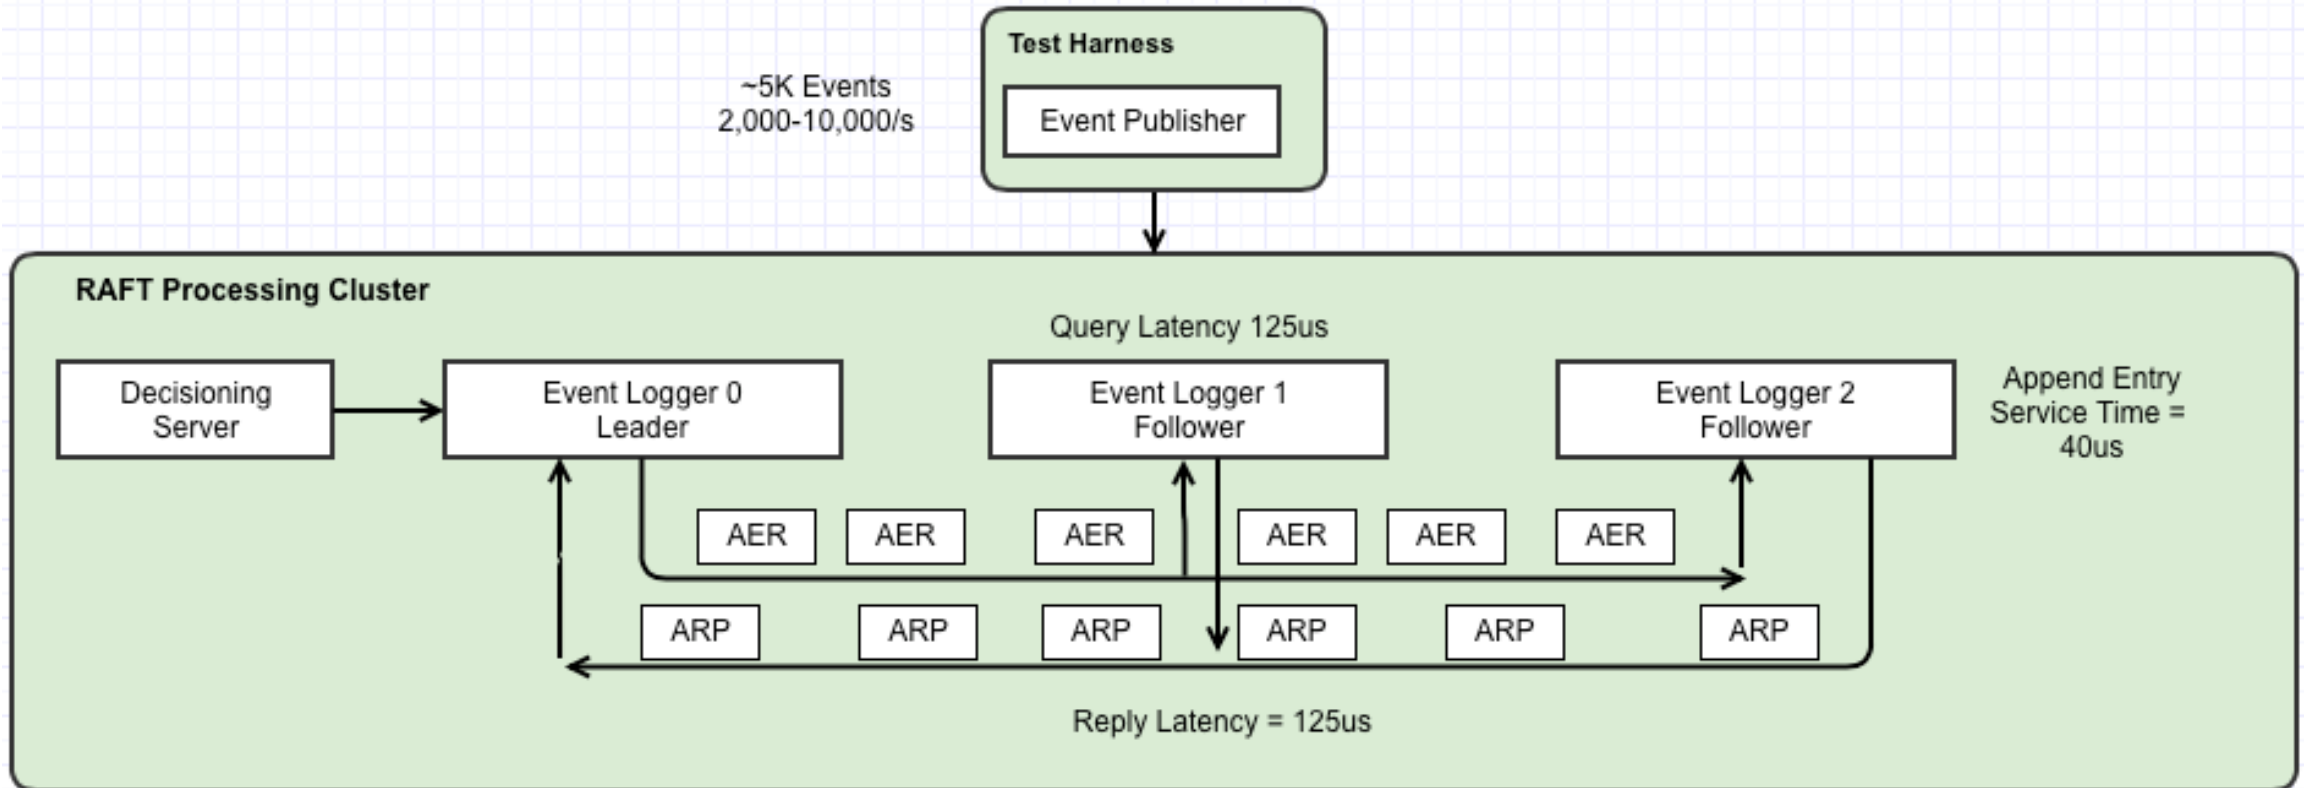 Test Harness
~5K Events
2,000-10,000/s
Event Publisher
RAFT Processing Cluster
Query Latency 125us
Decisioning
Server
Event Logger 0
Leader
Event Logger 1
Follower
Event Logger 2
Follower
Append Entry
Service Time =
40us
AER AER AER AER AER AER
ARP ARP ARP ARP ARP ARP
Reply Latency = 125us